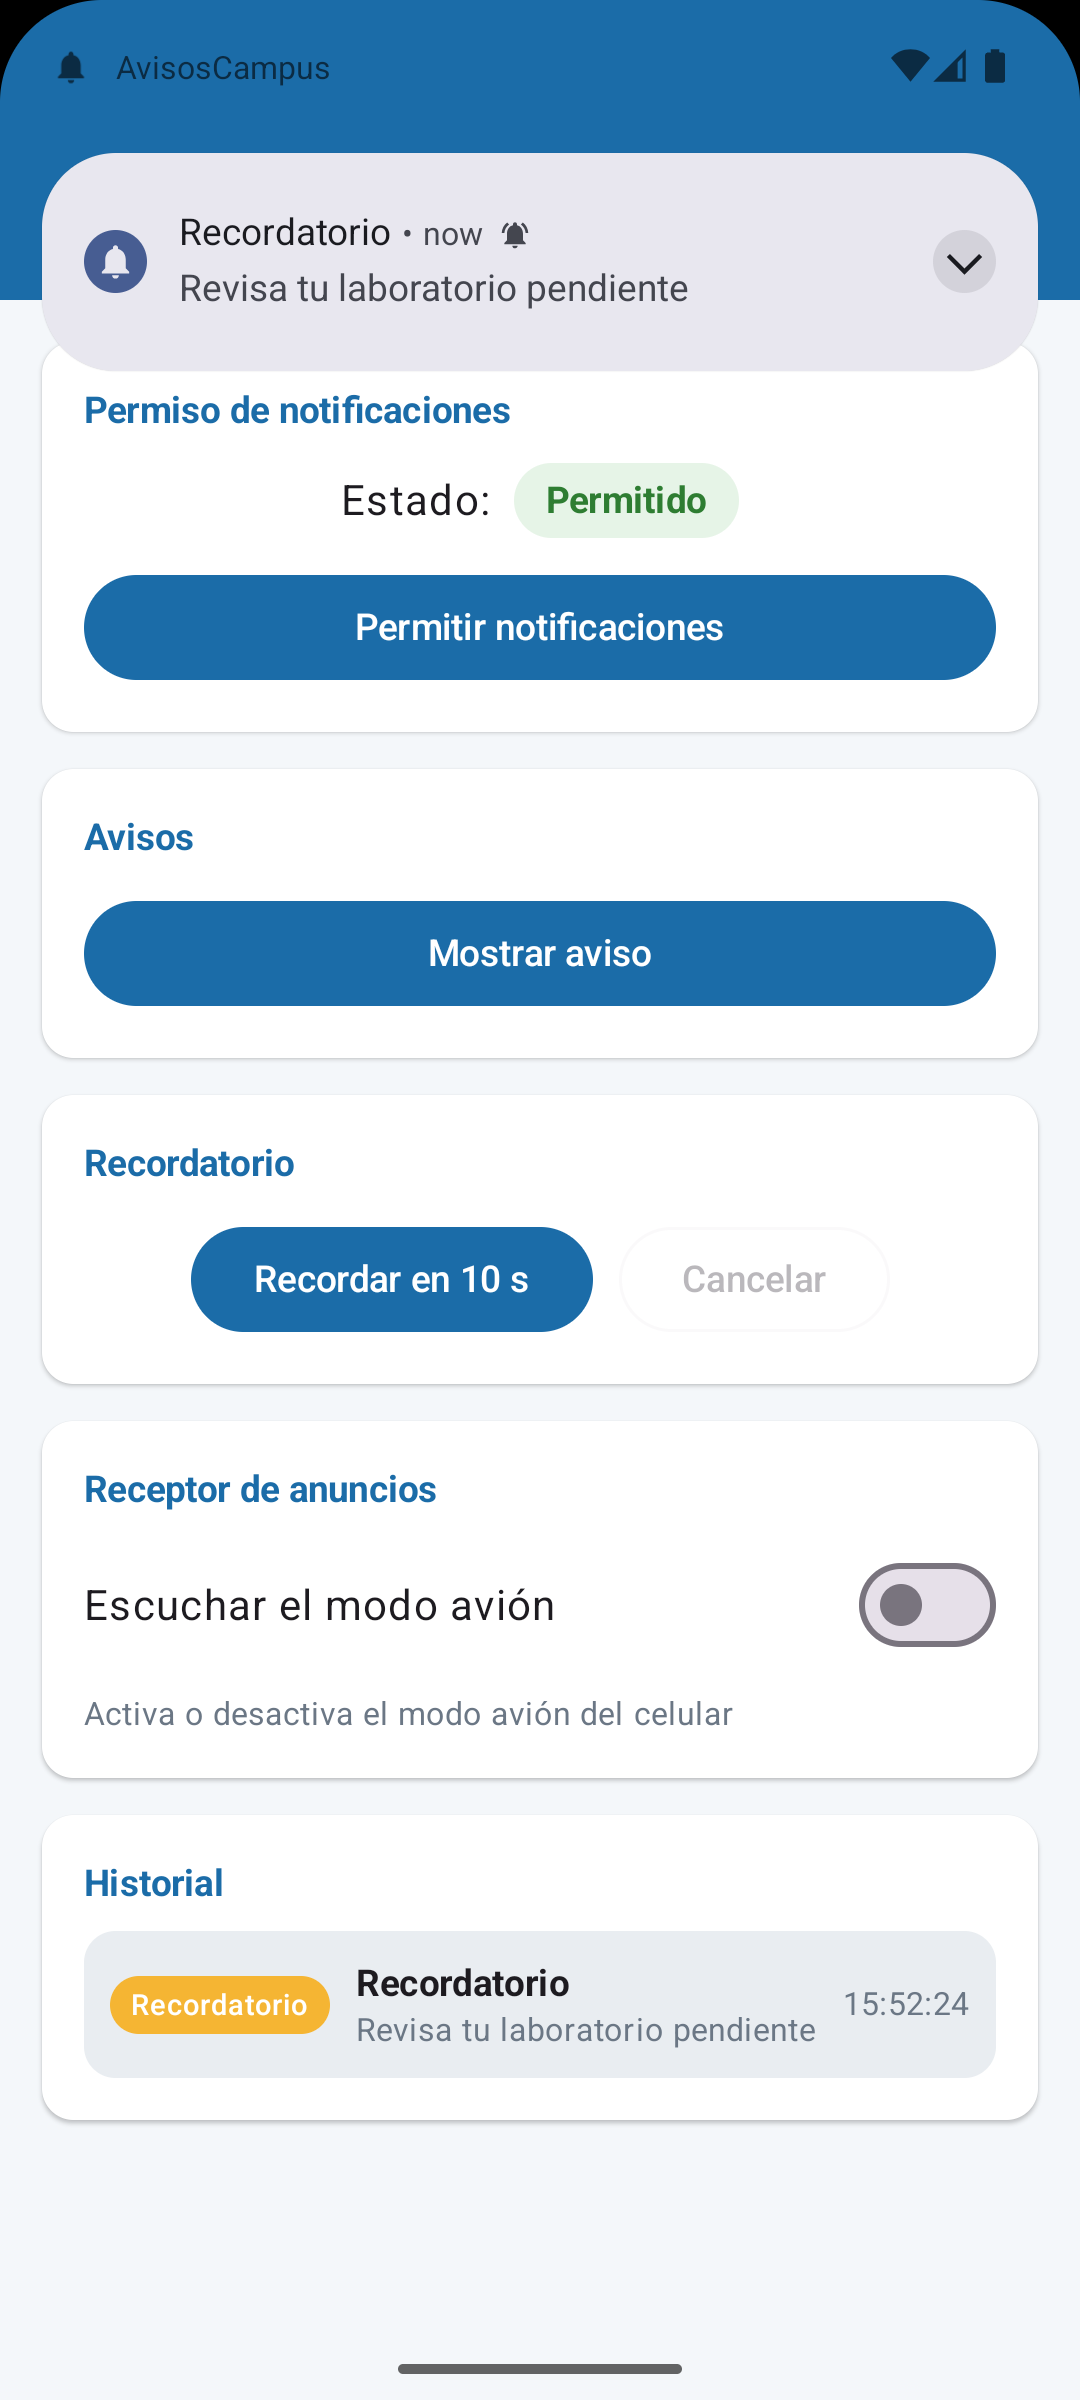 AvisosCampus
Recordatorio • now
Revisa tu laboratorio pendiente
Permiso de notificaciones
Estado: Permitido
Permitir notificaciones
Avisos
Mostrar aviso
Recordatorio
Recordar en 10 s Cancelar
Receptor de anuncios
Escuchar el modo avión
Activa o desactiva el modo avión del celular
Historial
Recordatorio Recordatorio 15:52:24
Revisa tu laboratorio pendiente